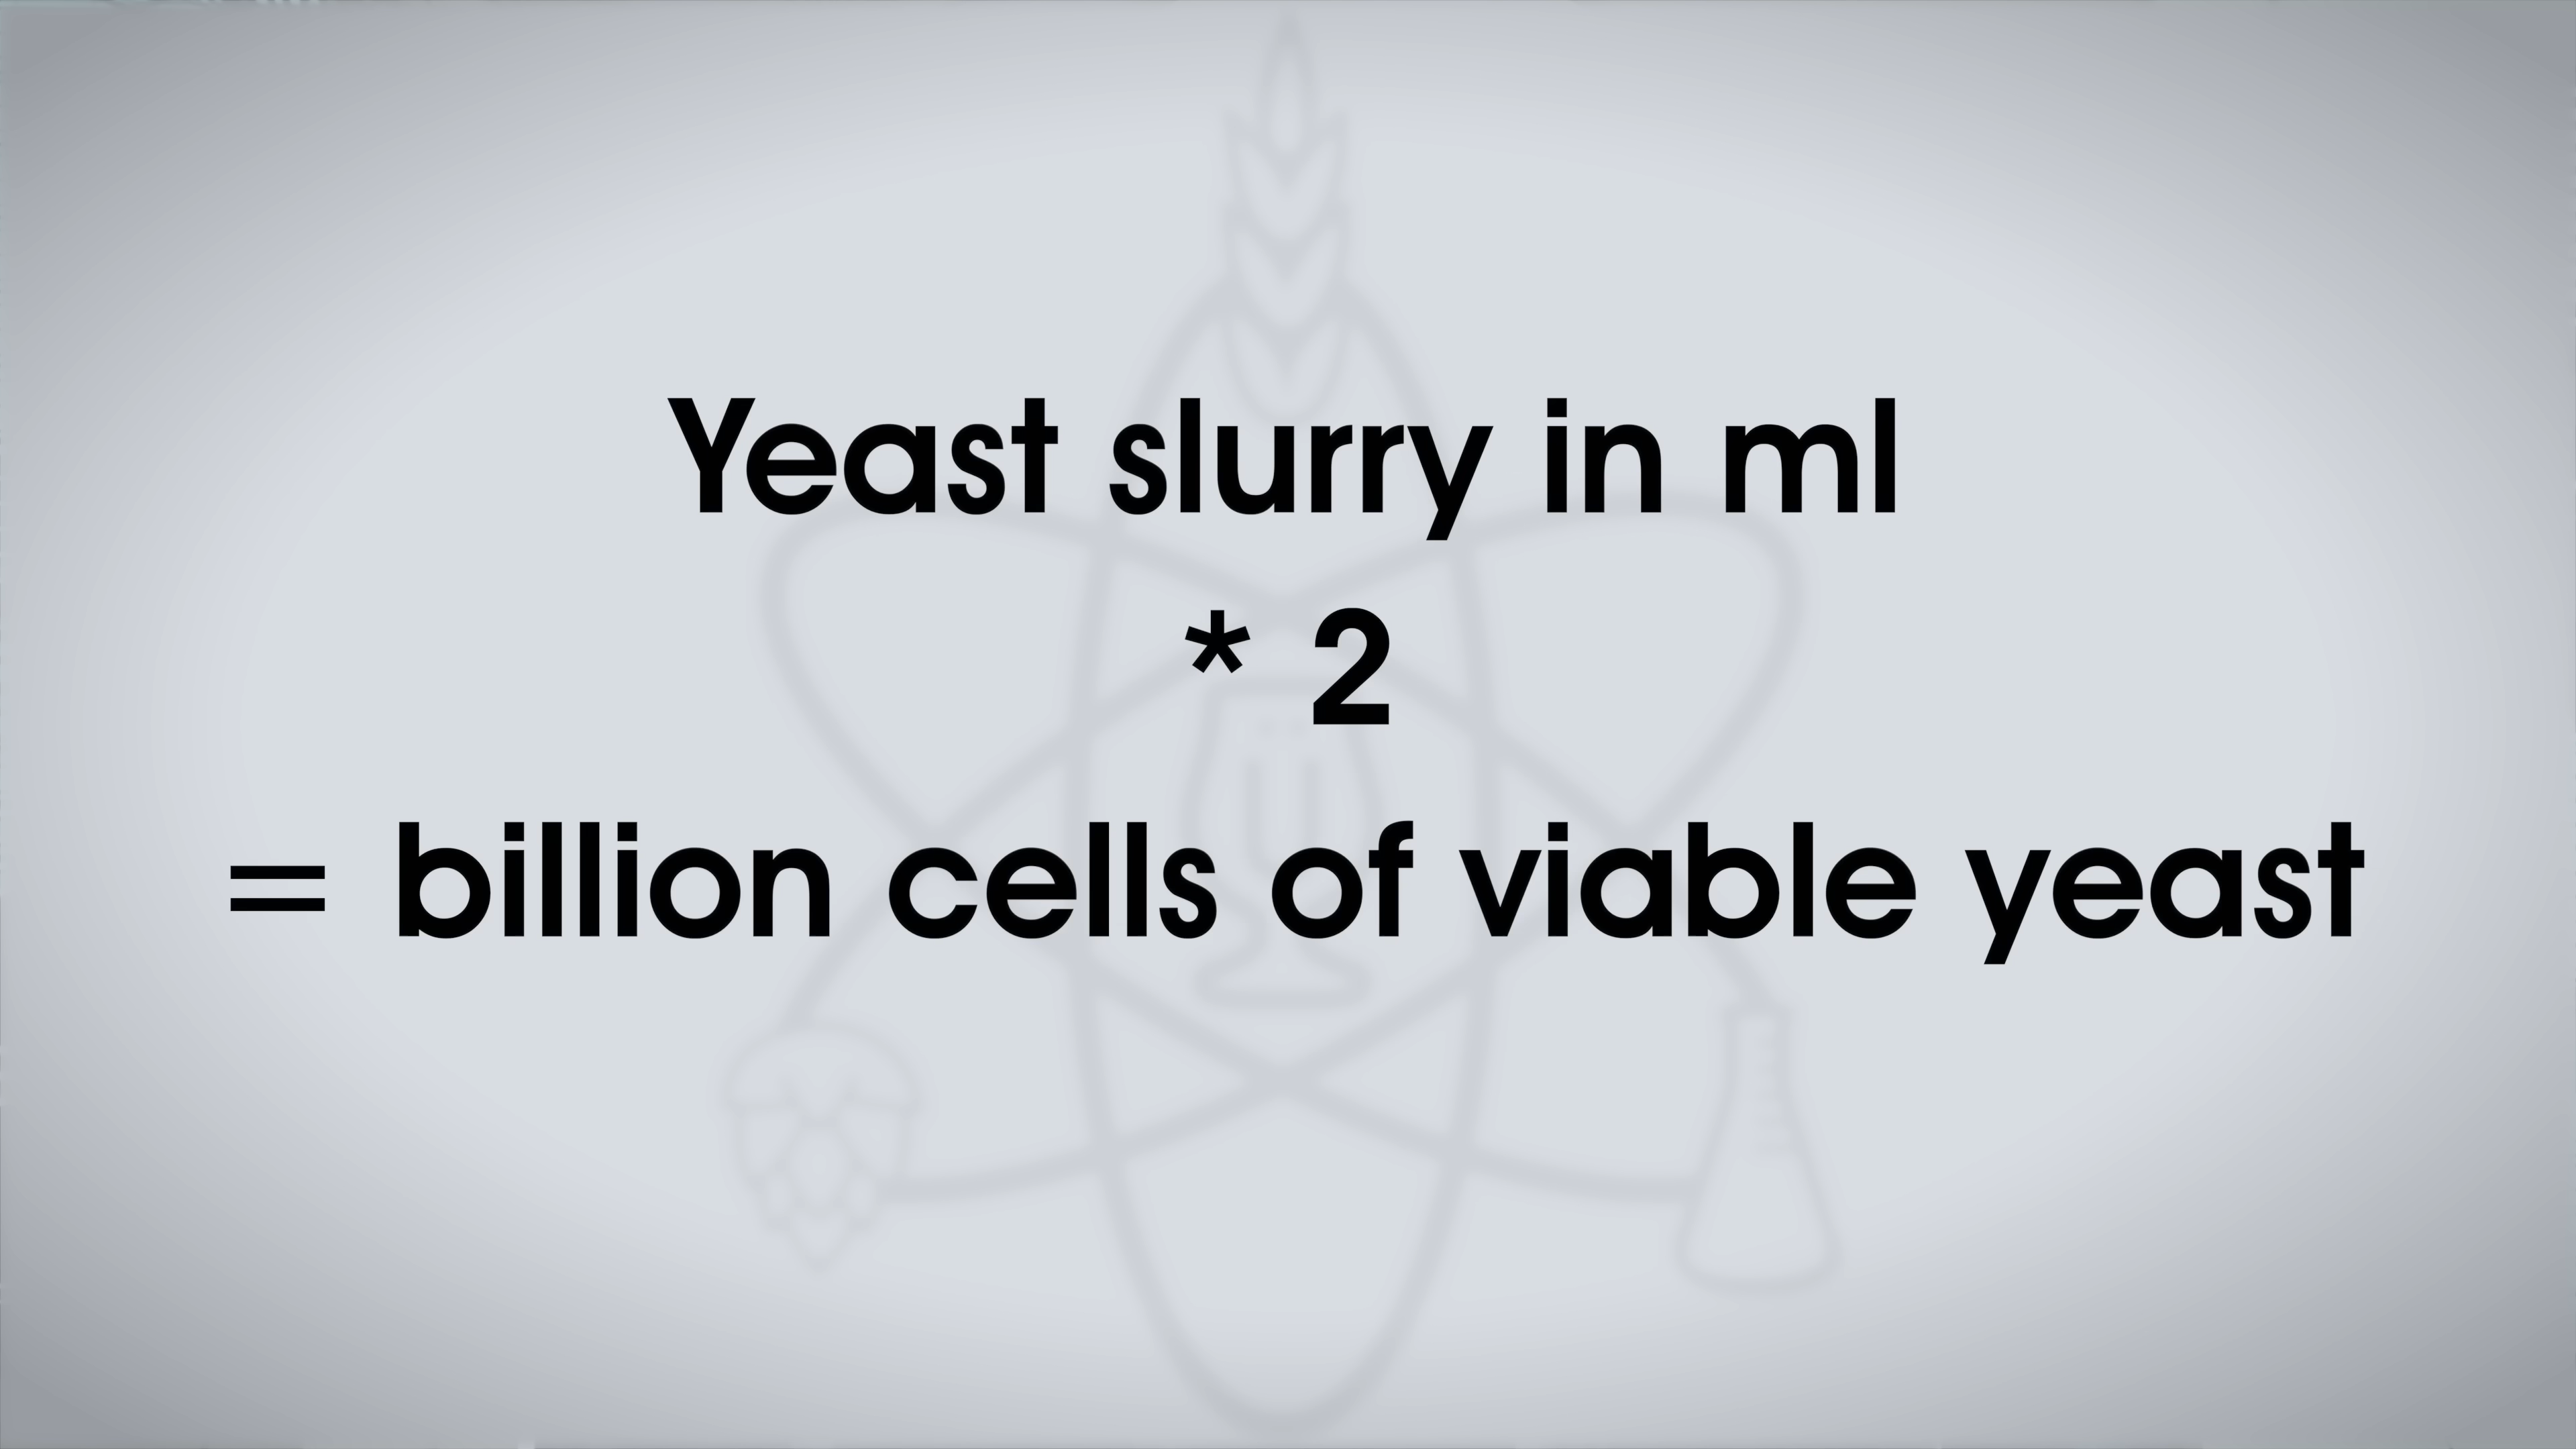 Yeast slurry in ml
* 2
= billion cells of viable yeast